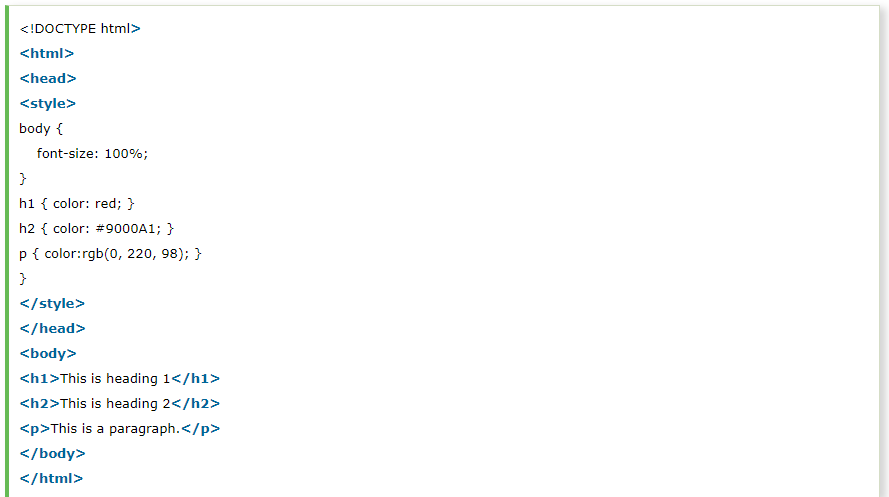 <!DOCTYPE html>
<html>
<head>
<style>
body {
    font-size: 100%;
}
h1 { color: red; }
h2 { color: #9000A1; }
p { color:rgb(0, 220, 98); }
}
</style>
</head>
<body>
<h1>This is heading 1</h1>
<h2>This is heading 2</h2>
<p>This is a paragraph.</p>
</body>
</html>